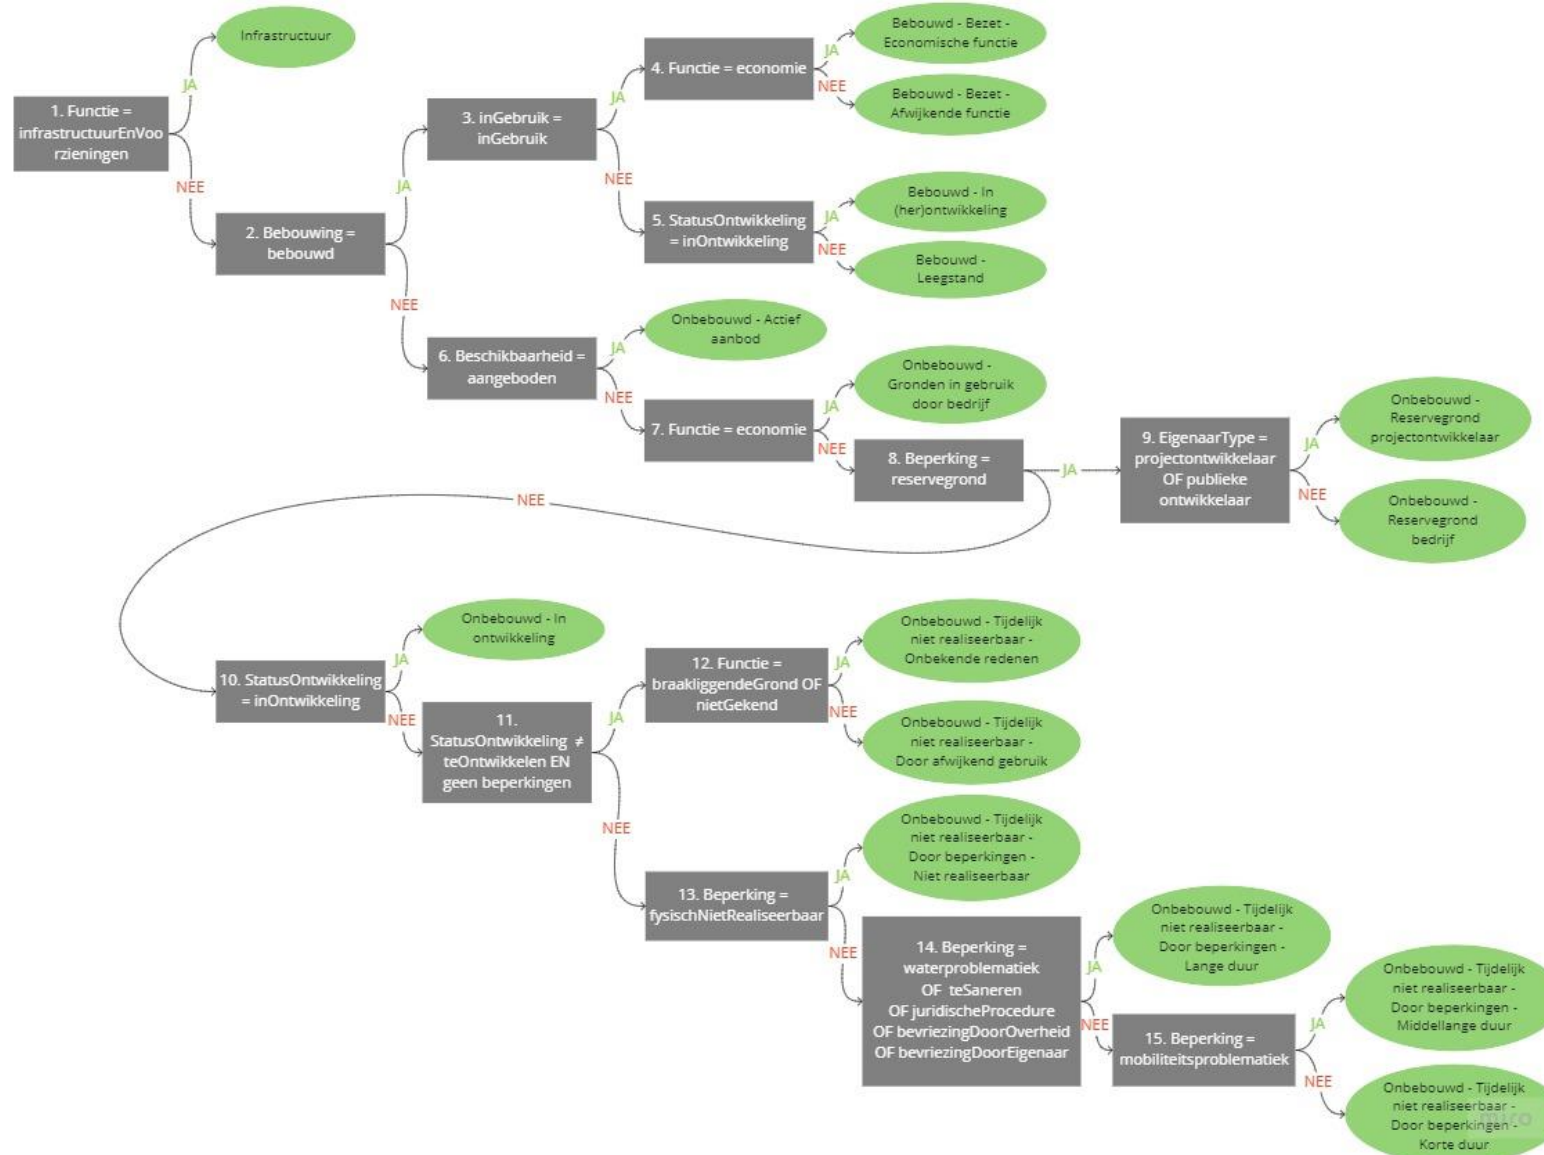 Infrastructuur
JA
1. Functie =
infrastructuurEnVoo
rzieningen
NEE
2. Bebouwing =
bebouwd
JA
NEE
3. inGebruik =
inGebruik
JA
NEE
4. Functie = economie
JA
NEE
Bebouwd - Bezet -
Economische functie
Bebouwd - Bezet -
Afwijkende functie
5. StatusOntwikkeling
= inOntwikkeling
JA
NEE
Bebouwd - In
(her)ontwikkeling
Bebouwd -
Leegstand
6. Beschikbaarheid =
aangeboden
JA
NEE
Onbebouwd - Actief
aanbod
7. Functie = economie
JA
NEE
Onbebouwd -
Gronden in gebruik
door bedrijf
8. Beperking =
reservegrond
JA
NEE
9. EigenaarType =
projectontwikkelaar
OF publieke
ontwikkelaar
JA
NEE
Onbebouwd -
Reservegrond
projectontwikkelaar
Onbebouwd -
Reservegrond
bedrijf
10. StatusOntwikkeling
= inOntwikkeling
JA
NEE
Onbebouwd - In
ontwikkeling
11.
StatusOntwikkeling ≠
teOntwikkelen EN
geen beperkingen
JA
NEE
12. Functie =
braakliggendeGrond OF
nietGekend
JA
NEE
Onbebouwd - Tijdelijk
niet realiseerbaar -
Onbekende redenen
Onbebouwd - Tijdelijk
niet realiseerbaar -
Door afwijkend gebruik
13. Beperking =
fysischNietRealiseerbaar
JA
NEE
Onbebouwd - Tijdelijk
niet realiseerbaar -
Door beperkingen -
Niet realiseerbaar
14. Beperking =
waterproblematiek
OF teSaneren
OF juridischeProcedure
OF bevriezingDoorOverheid
OF bevriezingDoorEigenaar
JA
NEE
Onbebouwd - Tijdelijk
niet realiseerbaar -
Door beperkingen -
Lange duur
15. Beperking =
mobiliteitsproblematiek
JA
NEE
Onbebouwd - Tijdelijk
niet realiseerbaar -
Door beperkingen -
Middellange duur
Onbebouwd - Tijdelijk
niet realiseerbaar -
Door beperkingen -
Korte duur
miro